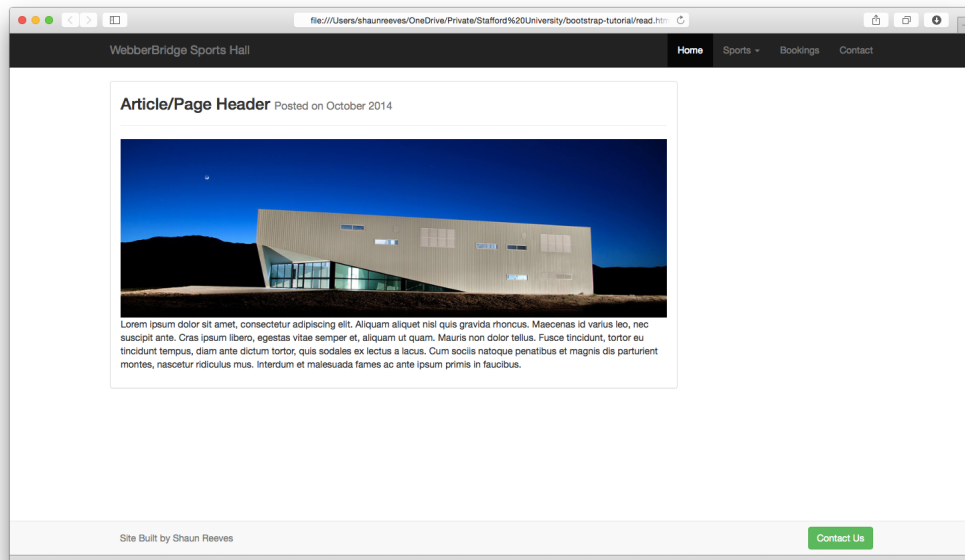 file:///Users/shaunreeves/OneDrive/Private/Stafford%20University/bootstrap-tutorial/read.htm
WebberBridge Sports Hall
Home Sports Bookings Contact
Article/Page Header Posted on October 2014
Lorem ipsum dolor sit amet, consectetur adipiscing elit. Aliquam aliquet nisl quis gravida rhoncus. Maecenas id varius leo, nec
suscipit ante. Cras ipsum libero, egestas vitae semper et, aliquam ut quam. Mauris non dolor tellus. Fusce tincidunt, tortor eu
tincidunt tempus, diam ante dictum tortor, quis sodales ex lectus a lacus. Cum sociis natoque penatibus et magnis dis parturient
montes, nascetur ridiculus mus. Interdum et malesuada fames ac ante ipsum primis in faucibus.
Site Built by Shaun Reeves
Contact Us